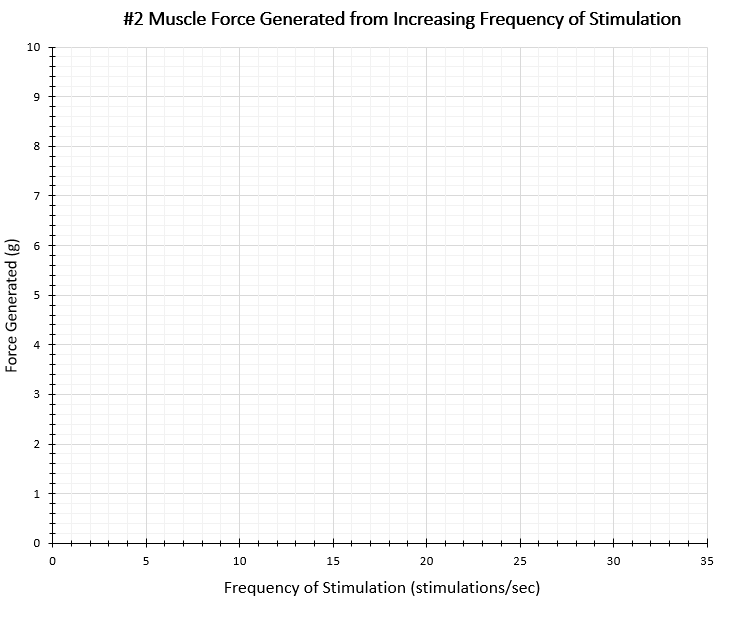 #2 Muscle Force Generated from Increasing Frequency of Stimulation
10
9
8
7
6
5
4
3
2
1
0
Force Generated (g)
0 5 10 15 20 25 30 35
Frequency of Stimulation (stimulations/sec)